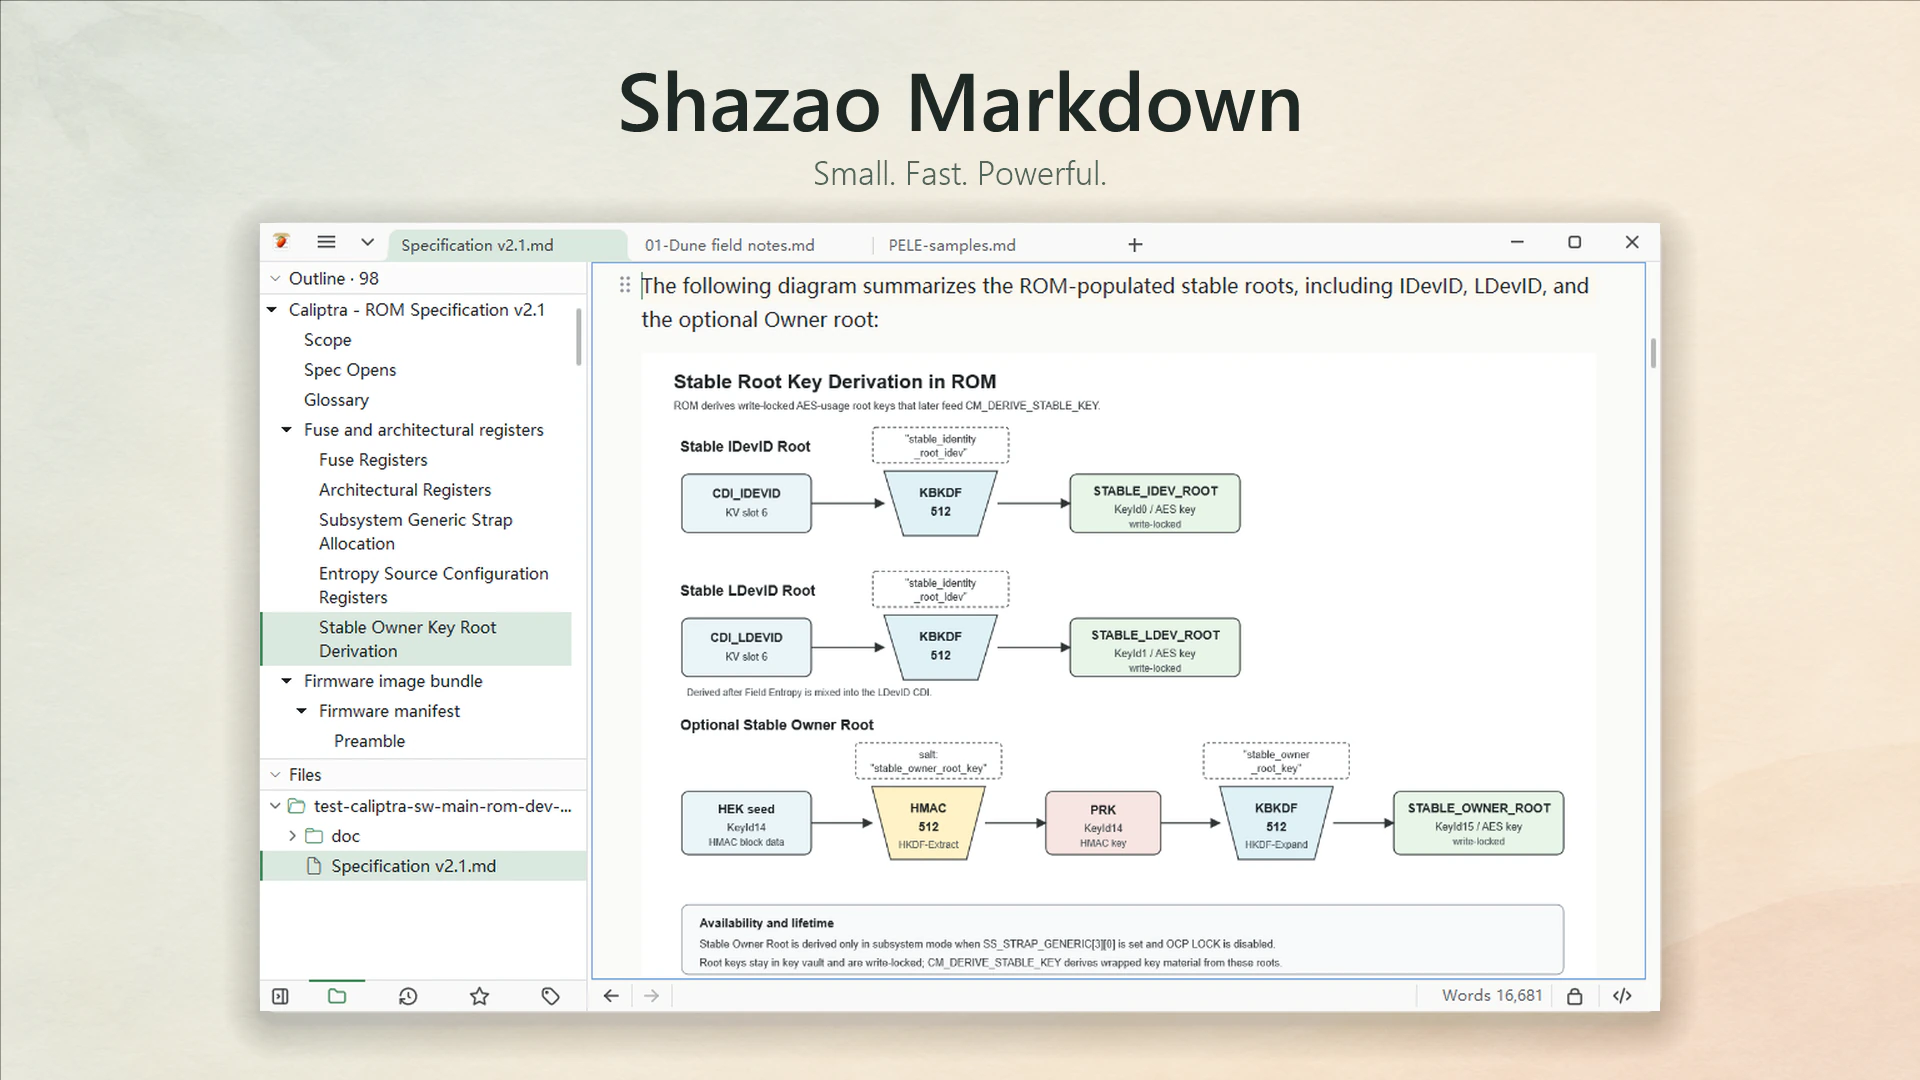 Shazao Markdown
Small. Fast. Powerful.
Specification v2.1.md
01-Dune field notes.md
PELE-samples.md
Outline · 98
Caliptra - ROM Specification v2.1
Scope
Spec Opens
Glossary
Fuse and architectural registers
Fuse Registers
Architectural Registers
Subsystem Generic Strap
Allocation
Entropy Source Configuration
Registers
Stable Owner Key Root
Derivation
Firmware image bundle
Firmware manifest
Preamble
Files
test-caliptra-sw-main-rom-dev-...
doc
Specification v2.1.md
The following diagram summarizes the ROM-populated stable roots, including IDevID, LDevID, and
the optional Owner root:
Stable Root Key Derivation in ROM
ROM derives write-locked AES-usage root keys that later feed CM_DERIVE_STABLE_KEY.
Stable IDevID Root
"stable_identity
_root_idev"
CDI_IDEVID
KV slot 6
KBKDF
512
STABLE_IDEV_ROOT
KeyId0 / AES key
write-locked
Stable LDevID Root
"stable_identity
_root_ldev"
CDI_LDEVID
KV slot 6
KBKDF
512
STABLE_LDEV_ROOT
KeyId1 / AES key
write-locked
Derived after Field Entropy is mixed into the LDevID CDI.
Optional Stable Owner Root
salt:
"stable_owner_root_key"
"stable_owner
_root_key"
HEK seed
KeyId14
HMAC block data
HMAC
512
HKDF-Extract
PRK
KeyId14
HMAC key
KBKDF
512
HKDF-Expand
STABLE_OWNER_ROOT
KeyId15 / AES key
write-locked
Availability and lifetime
Stable Owner Root is derived only in subsystem mode when SS_STRAP_GENERIC[3][0] is set and OCP LOCK is disabled.
Root keys stay in key vault and are write-locked; CM_DERIVE_STABLE_KEY derives wrapped key material from these roots.
Words 16,681